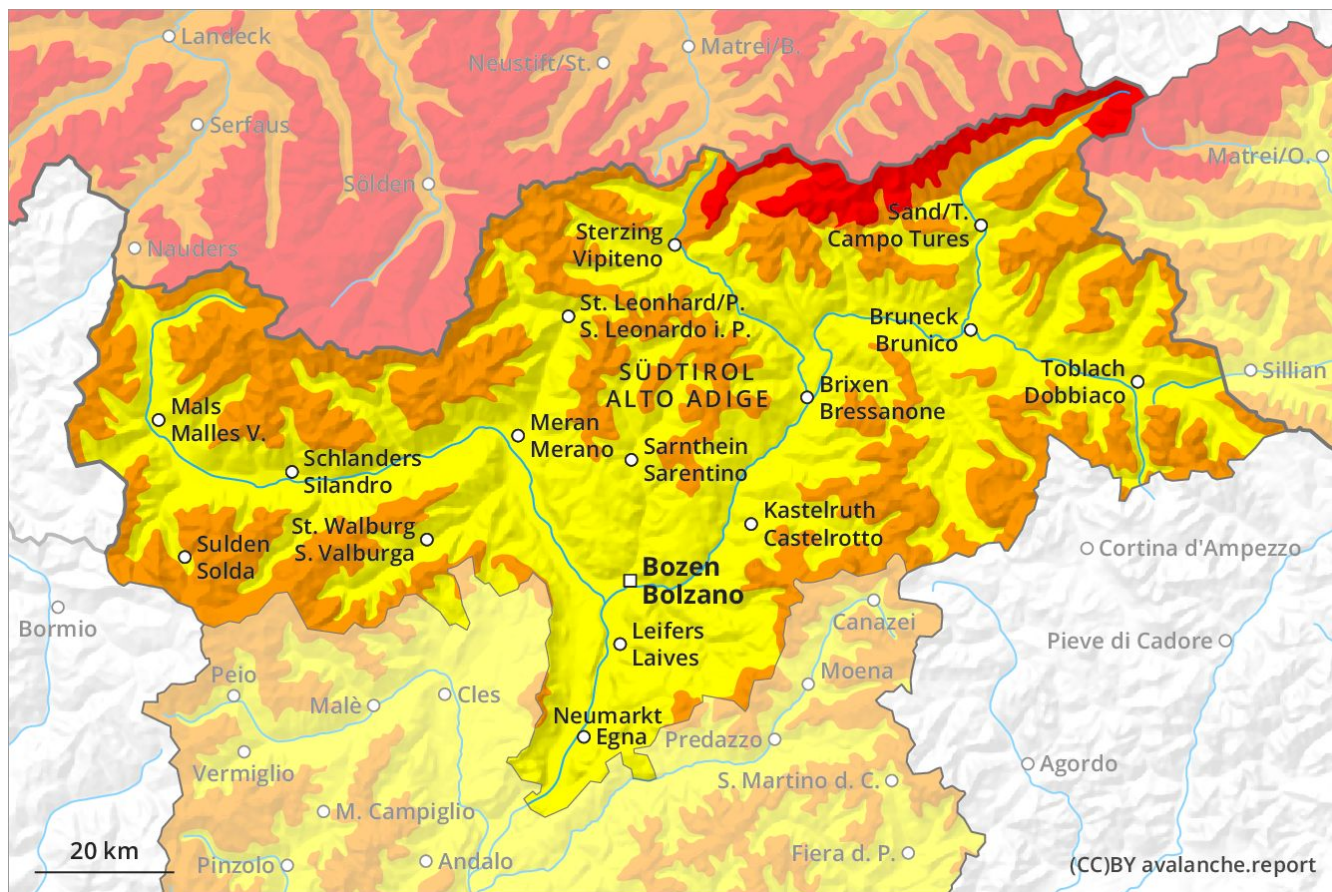 Landeck
Matrei/B.
Neustift/St.
Serfaus
Matrei/O.
Sölden
Sand/T.
Campo Tures
Nauders
Sterzing
Vipiteno
St. Leonhard/P.
S. Leonardo i. P.
Bruneck
Brunico
SÜDTIROL
ALTO ADIGE
Toblach
Dobbiaco
Sillian
Brixen
Bressanone
Mals
Malles V.
Meran
Merano
Sarnthein
Sarentino
Schlanders
Silandro
Kastelruth
Castelrotto
St. Walburg
S. Valburga
Sulden
Solda
Cortina d'Ampezzo
Bozen
Bolzano
Bormio
Canazei
Leifers
Laives
Pieve di Cadore
Peio
Malè
Cles
Moena
Neumarkt
Egna
Predazzo
Vermiglio
Agordo
S. Martino d. C.
M. Campiglio
20 km
Pinzolo
Andalo
Fiera d. P.
(CC)BY avalanche.report